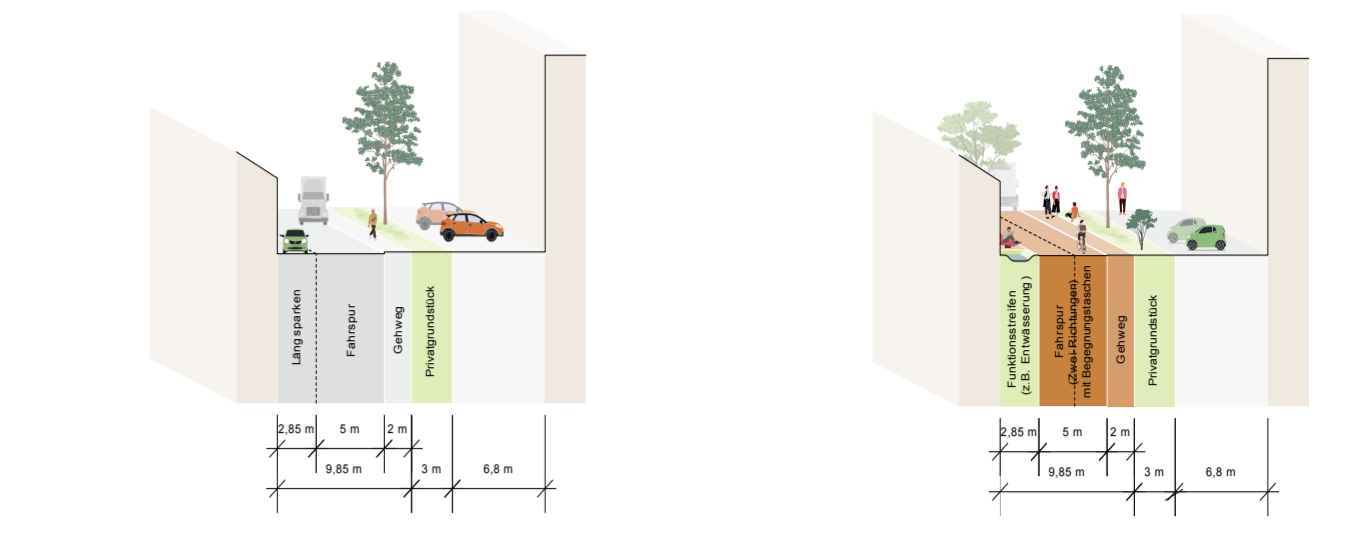 Längsparken
Fahrspur
Gehweg
Privatgrundstück
2,85 m
5 m
2 m
9,85 m
3 m
6,8 m
Funktionsstreifen
(z.B. Entwässerung)
Fahrspur
(Zwei Richtungen)
mit Begegnungstaschen
Gehweg
Privatgrundstück
2,85 m
5 m
2 m
9,85 m
3 m
6,8 m